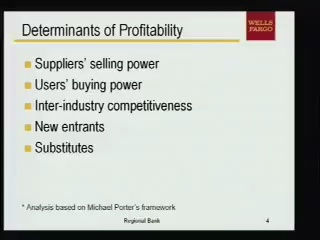 Determinants of Profitability
WELLS
FARGO
Suppliers' selling power
Users' buying power
Inter-industry competitiveness
New entrants
Substitutes
* Analysis based on Michael Porter's framework
Regional Bank
4